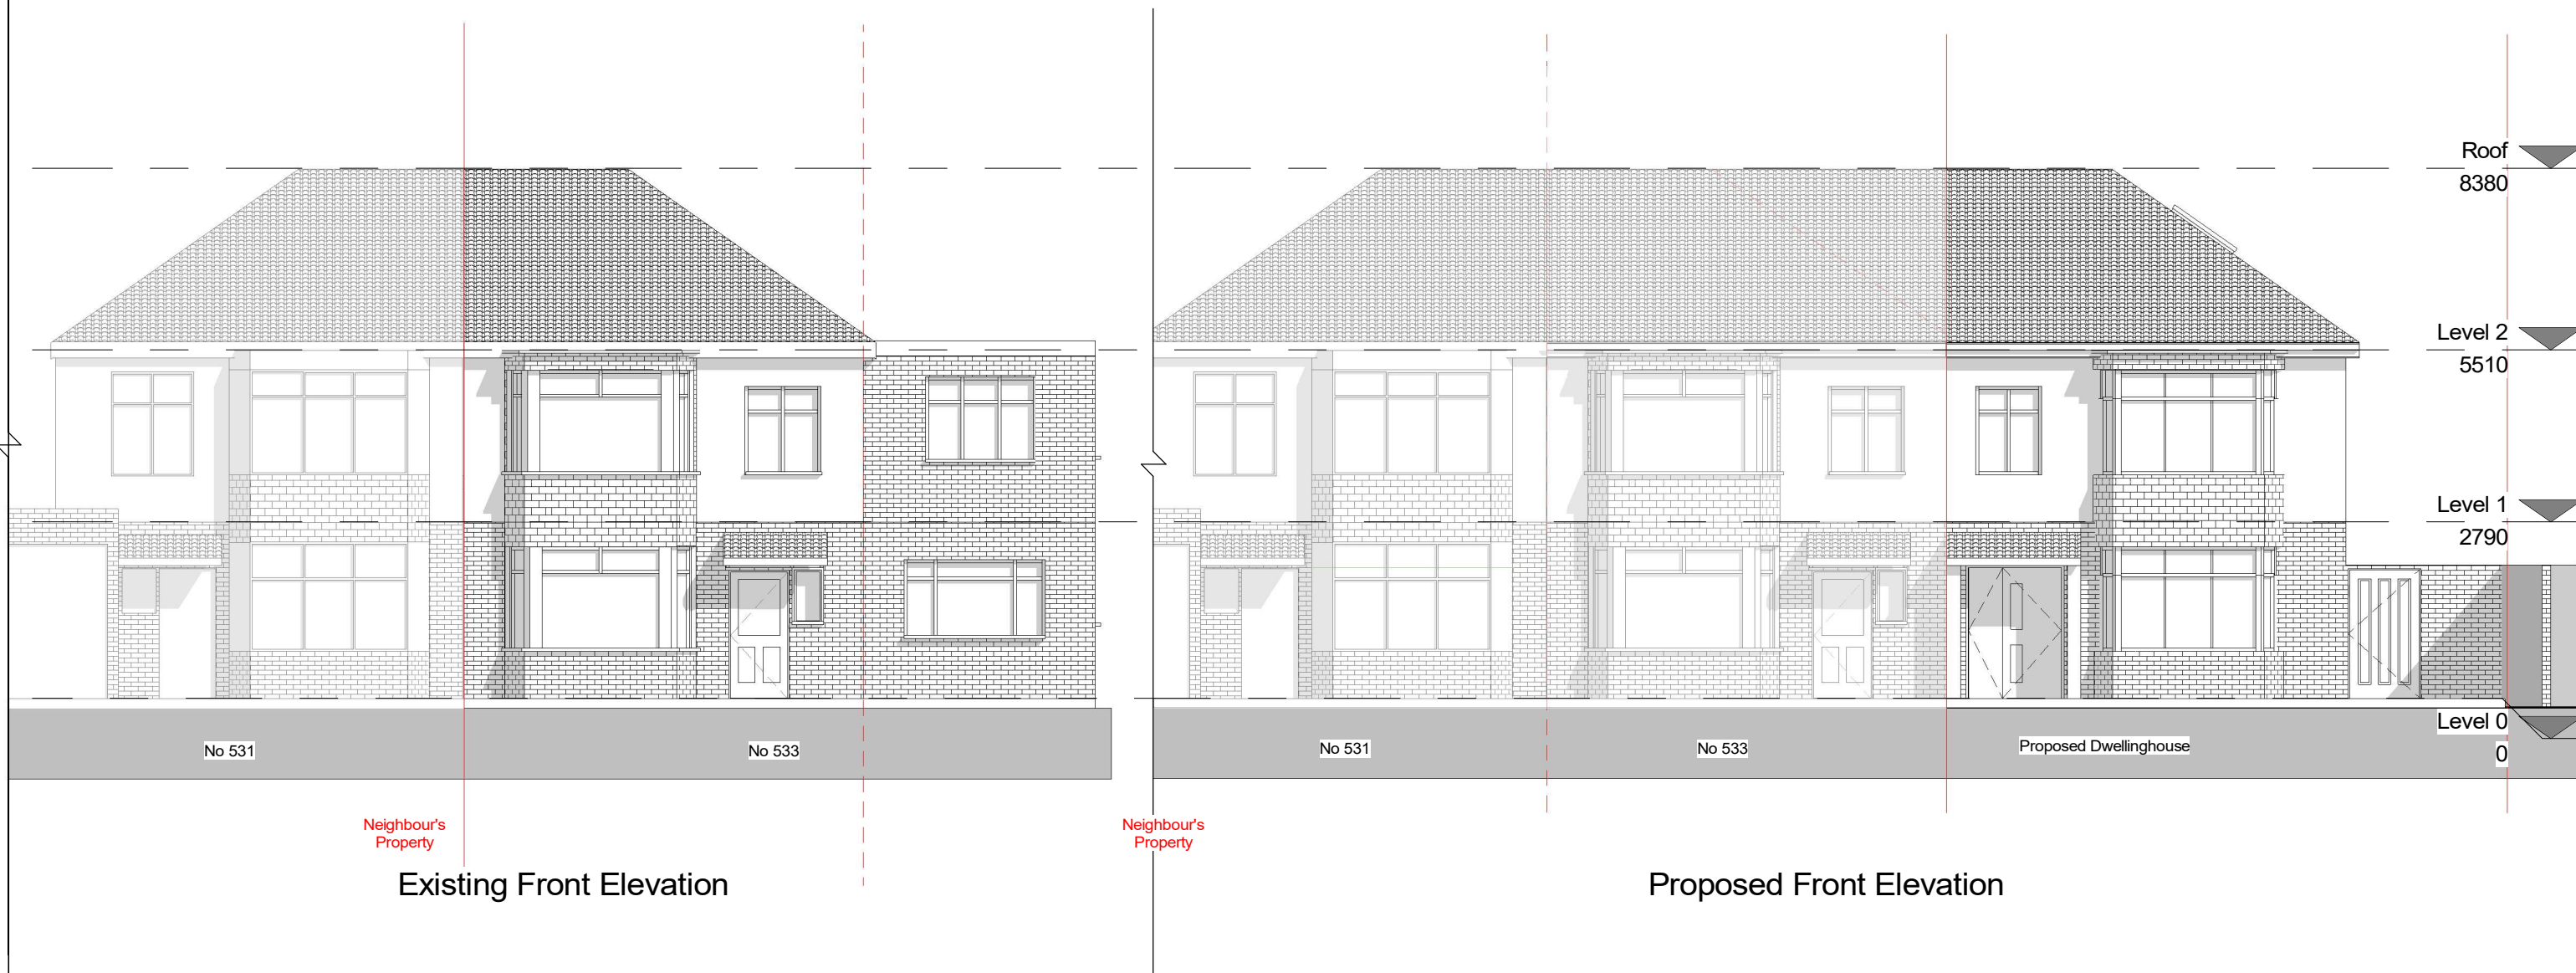 Roof
8380
Level 2
5510
Level 1
2790
Level 0
0
No 531
No 533
No 531
No 533
Proposed Dwellinghouse
Neighbour's
Property
Neighbour's
Property
Existing Front Elevation
Proposed Front Elevation